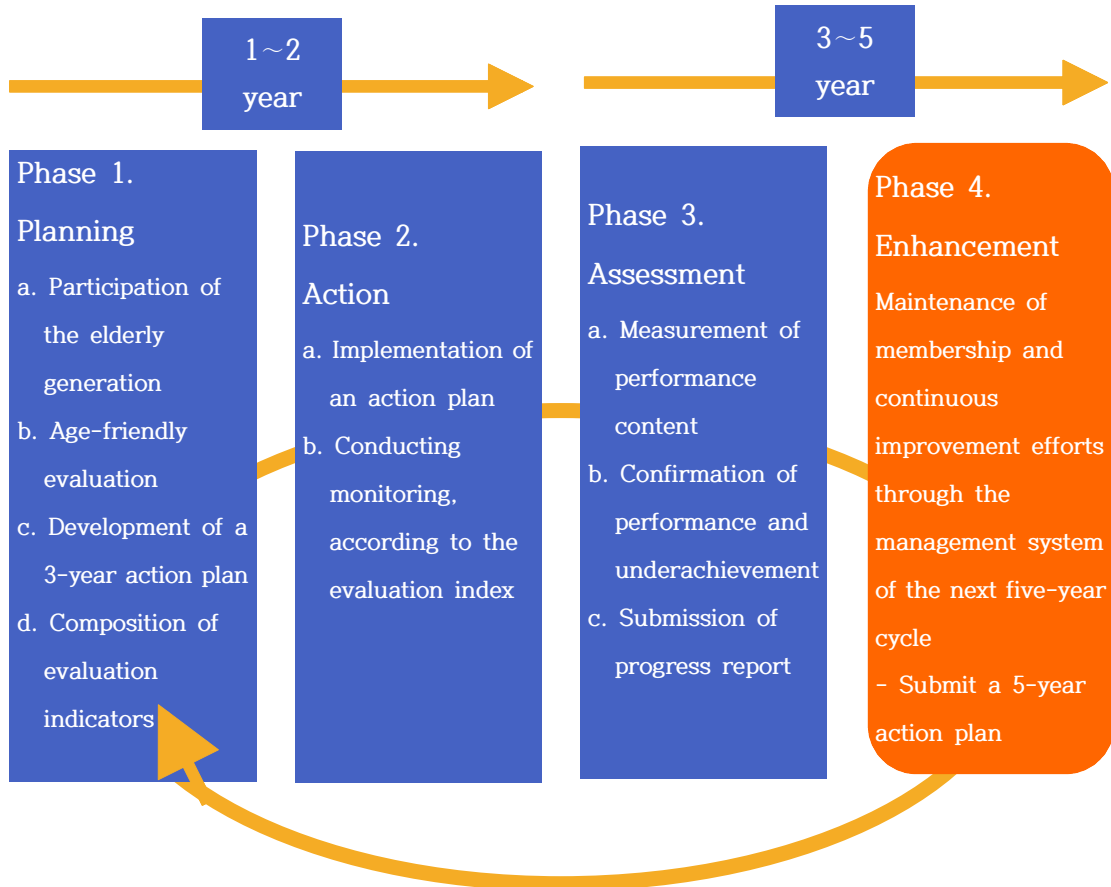 1~2
year
3~5
year
Phase 1.
Planning
a. Participation of
the elderly
generation
b. Age-friendly
evaluation
c. Development of a
3-year action plan
d. Composition of
evaluation
indicators
Phase 2.
Action
a. Implementation of
an action plan
b. Conducting
monitoring,
according to the
evaluation index
Phase 3.
Assessment
a. Measurement of
performance
content
b. Confirmation of
performance and
underachievement
c. Submission of
progress report
Phase 4.
Enhancement
Maintenance of
membership and
continuous
improvement efforts
through the
management system
of the next five-year
cycle
- Submit a 5-year
action plan